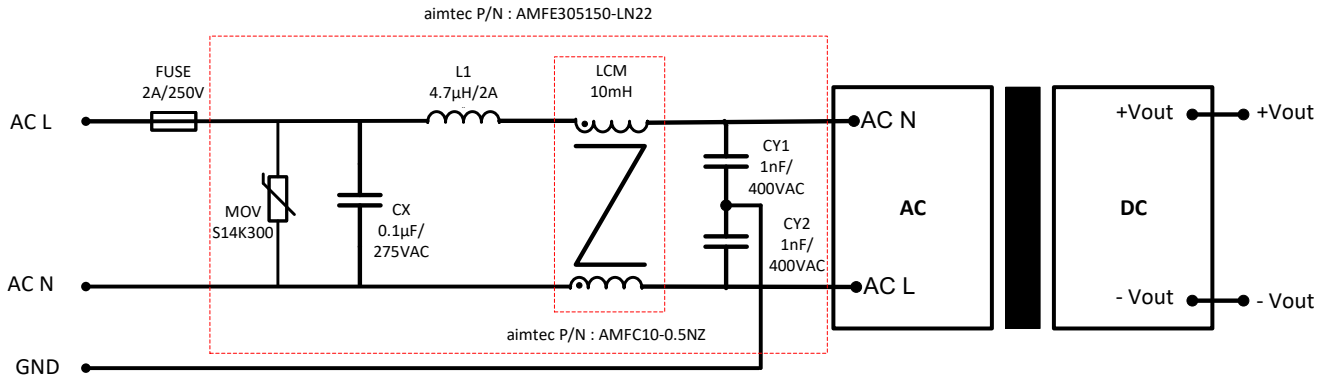 aimtec P/N : AMFE305150-LN22
FUSE
2A/250V
L1
4.7µH/2A
LCM
10mH
AC L
AC N
+Vout
+Vout
CY1
1nF/
400VAC
MOV
S14K300
CX
0.1µF/
275VAC
AC
DC
CY2
1nF/
400VAC
AC N
AC L
- Vout
- Vout
aimtec P/N : AMFC10-0.5NZ
GND